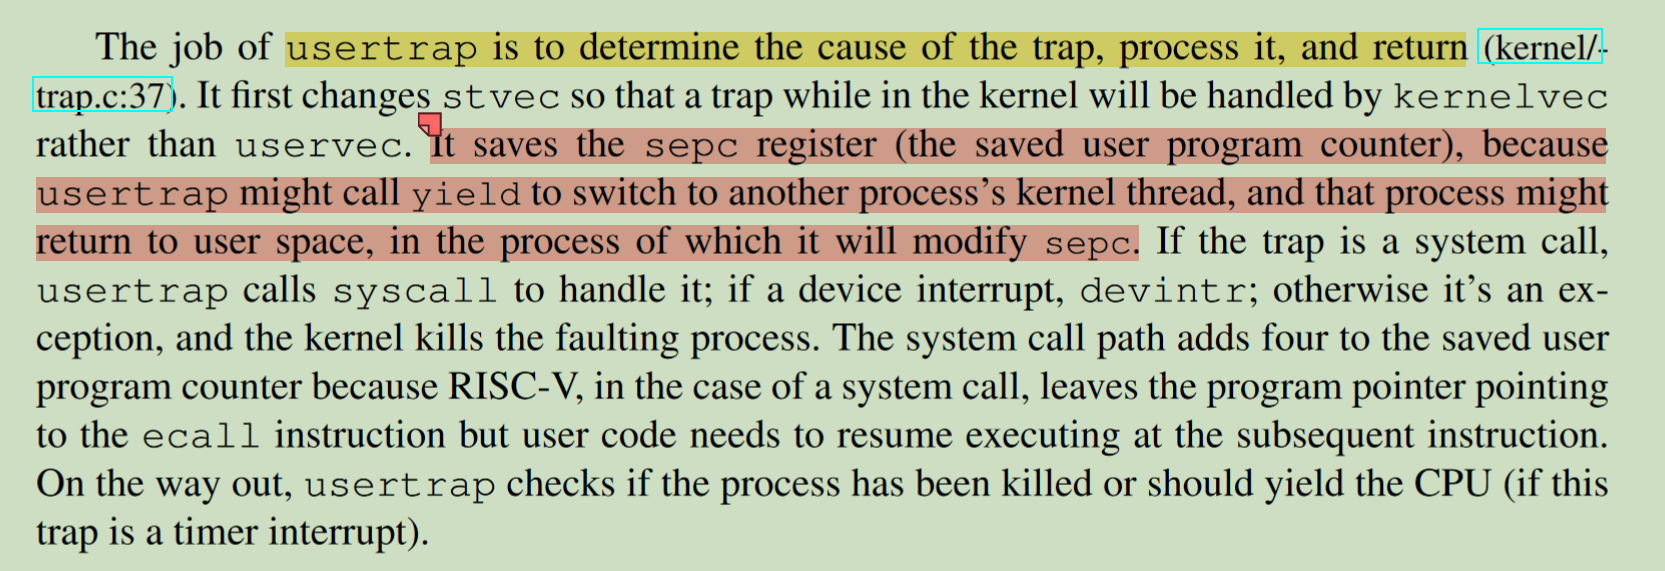 The job of usertrap is to determine the cause of the trap, process it, and return (kernel/-
trap.c:37). It first changes stvec so that a trap while in the kernel will be handled by kernelvec
rather than uservec. It saves the sepc register (the saved user program counter), because
usertrap might call yield to switch to another process’s kernel thread, and that process might
return to user space, in the process of which it will modify sepc. If the trap is a system call,
usertrap calls syscall to handle it; if a device interrupt, devintr; otherwise it’s an ex-
ception, and the kernel kills the faulting process. The system call path adds four to the saved user
program counter because RISC-V, in the case of a system call, leaves the program pointer pointing
to the ecall instruction but user code needs to resume executing at the subsequent instruction.
On the way out, usertrap checks if the process has been killed or should yield the CPU (if this
trap is a timer interrupt).